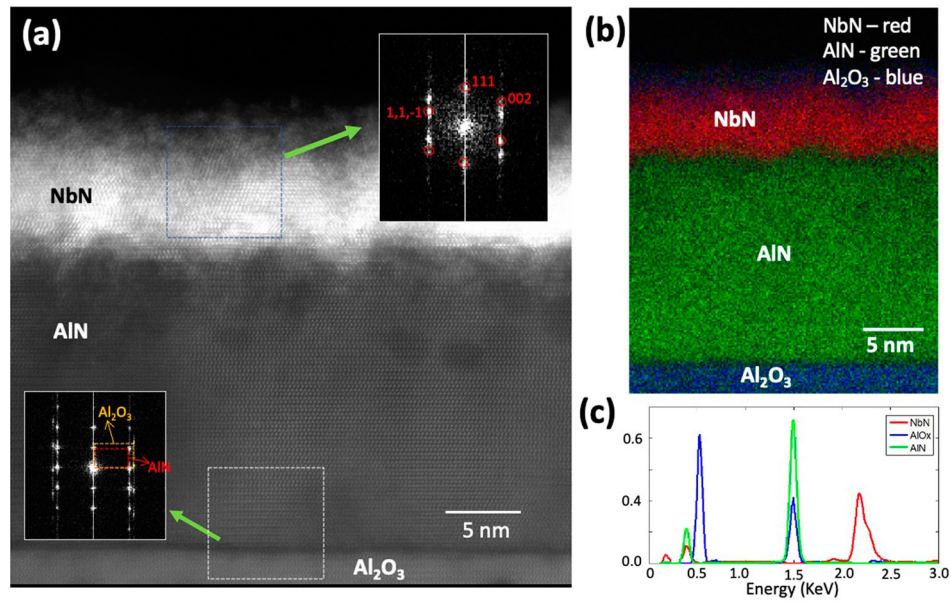 (a)
111
002
1,1,-1
NbN
AlN
Al₂O₃
AlN
5 nm
Al₂O₃
(b)
NbN – red
AlN - green
Al₂O₃ - blue
NbN
AlN
5 nm
Al₂O₃
(c)
NbN
AlOx
AlN
0.6
0.4
0.2
0.0
0 0.5 1.0 1.5 2.0 2.5 3.0
Energy (KeV)